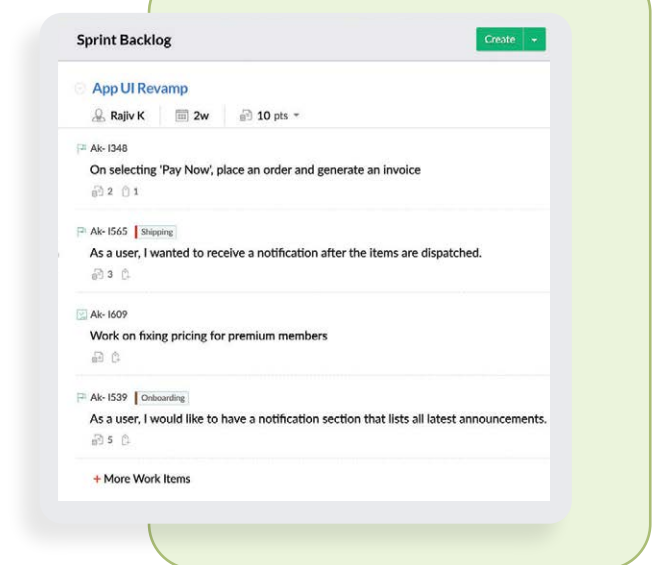 Sprint Backlog
Create
App UI Revamp
Rajiv K 2w 10 pts
Ak- I348
On selecting 'Pay Now', place an order and generate an invoice
2 1
Ak- I565 Shipping
As a user, I wanted to receive a notification after the items are dispatched.
3
Ak- I609
Work on fixing pricing for premium members
Ak- I539 Onboarding
As a user, I would like to have a notification section that lists all latest announcements.
5
+ More Work Items